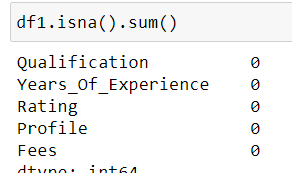 df1.isna().sum()
Qualification 0
Years_Of_Experience 0
Rating 0
Profile 0
Fees 0
dtype: int64